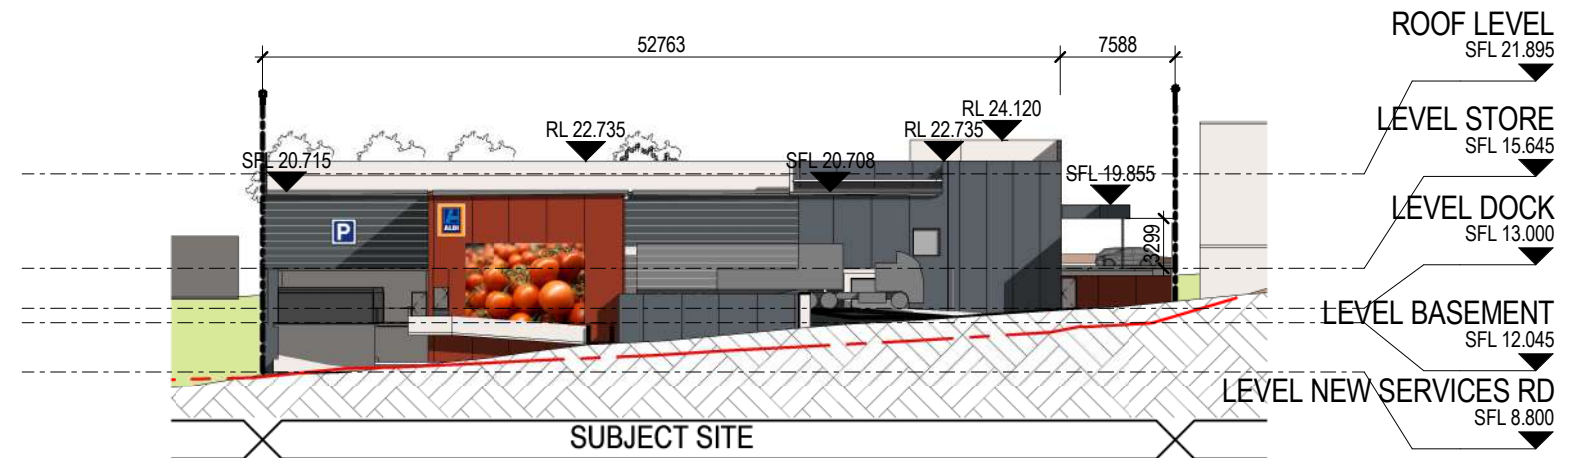 ROOF LEVEL
SFL 21.895
52763
7588
RL 24.120
LEVEL STORE
SFL 15.645
RL 22.735
RL 22.735
SFL 20.715
SFL 20.708
SFL 19.855
LEVEL DOCK
SFL 13.000
P
ALDI
3299
LEVEL BASEMENT
SFL 12.045
LEVEL NEW SERVICES RD
SFL 8.800
SUBJECT SITE